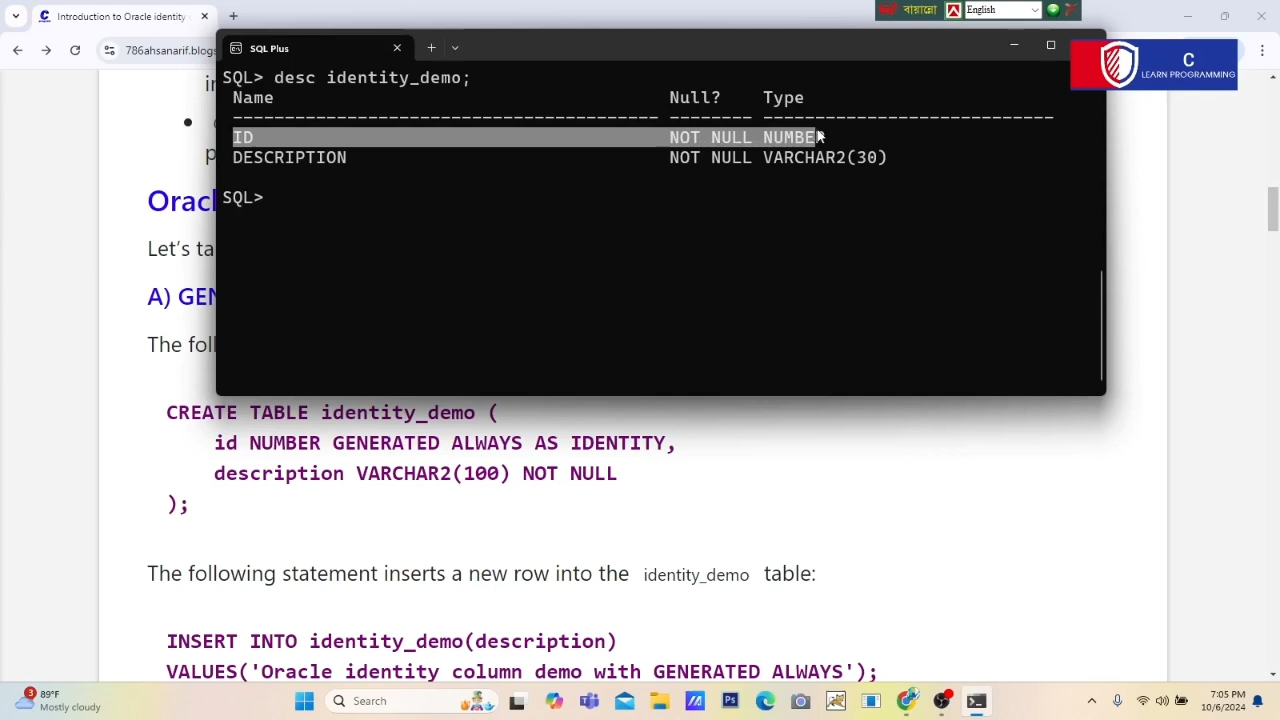 Introduction to Oracle identity
786ahsanarif.blogs
বায়ান্নো
English
C
LEARN PROGRAMMING
SQL Plus
SQL> desc identity_demo;
Name Null? Type
----------------------------------------- -------- ----------------------------
ID NOT NULL NUMBE
DESCRIPTION NOT NULL VARCHAR2(30)
SQL>
Oracl
Let’s ta
A) GEN
The foll
CREATE TABLE identity_demo (
id NUMBER GENERATED ALWAYS AS IDENTITY,
description VARCHAR2(100) NOT NULL
);
The following statement inserts a new row into the identity_demo table:
INSERT INTO identity_demo(description)
VALUES('Oracle identity column demo with GENERATED ALWAYS');
3
89°F
Mostly cloudy
Search
7:05 PM
10/6/2024